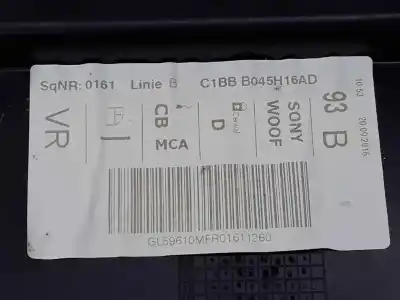 SqNR: 0161 Linie B C1BB B045H16AD
VR
CB
MCA
D
SONY
WOOF
93 B
10:53 20.09.2016
GL59610MFR01611260